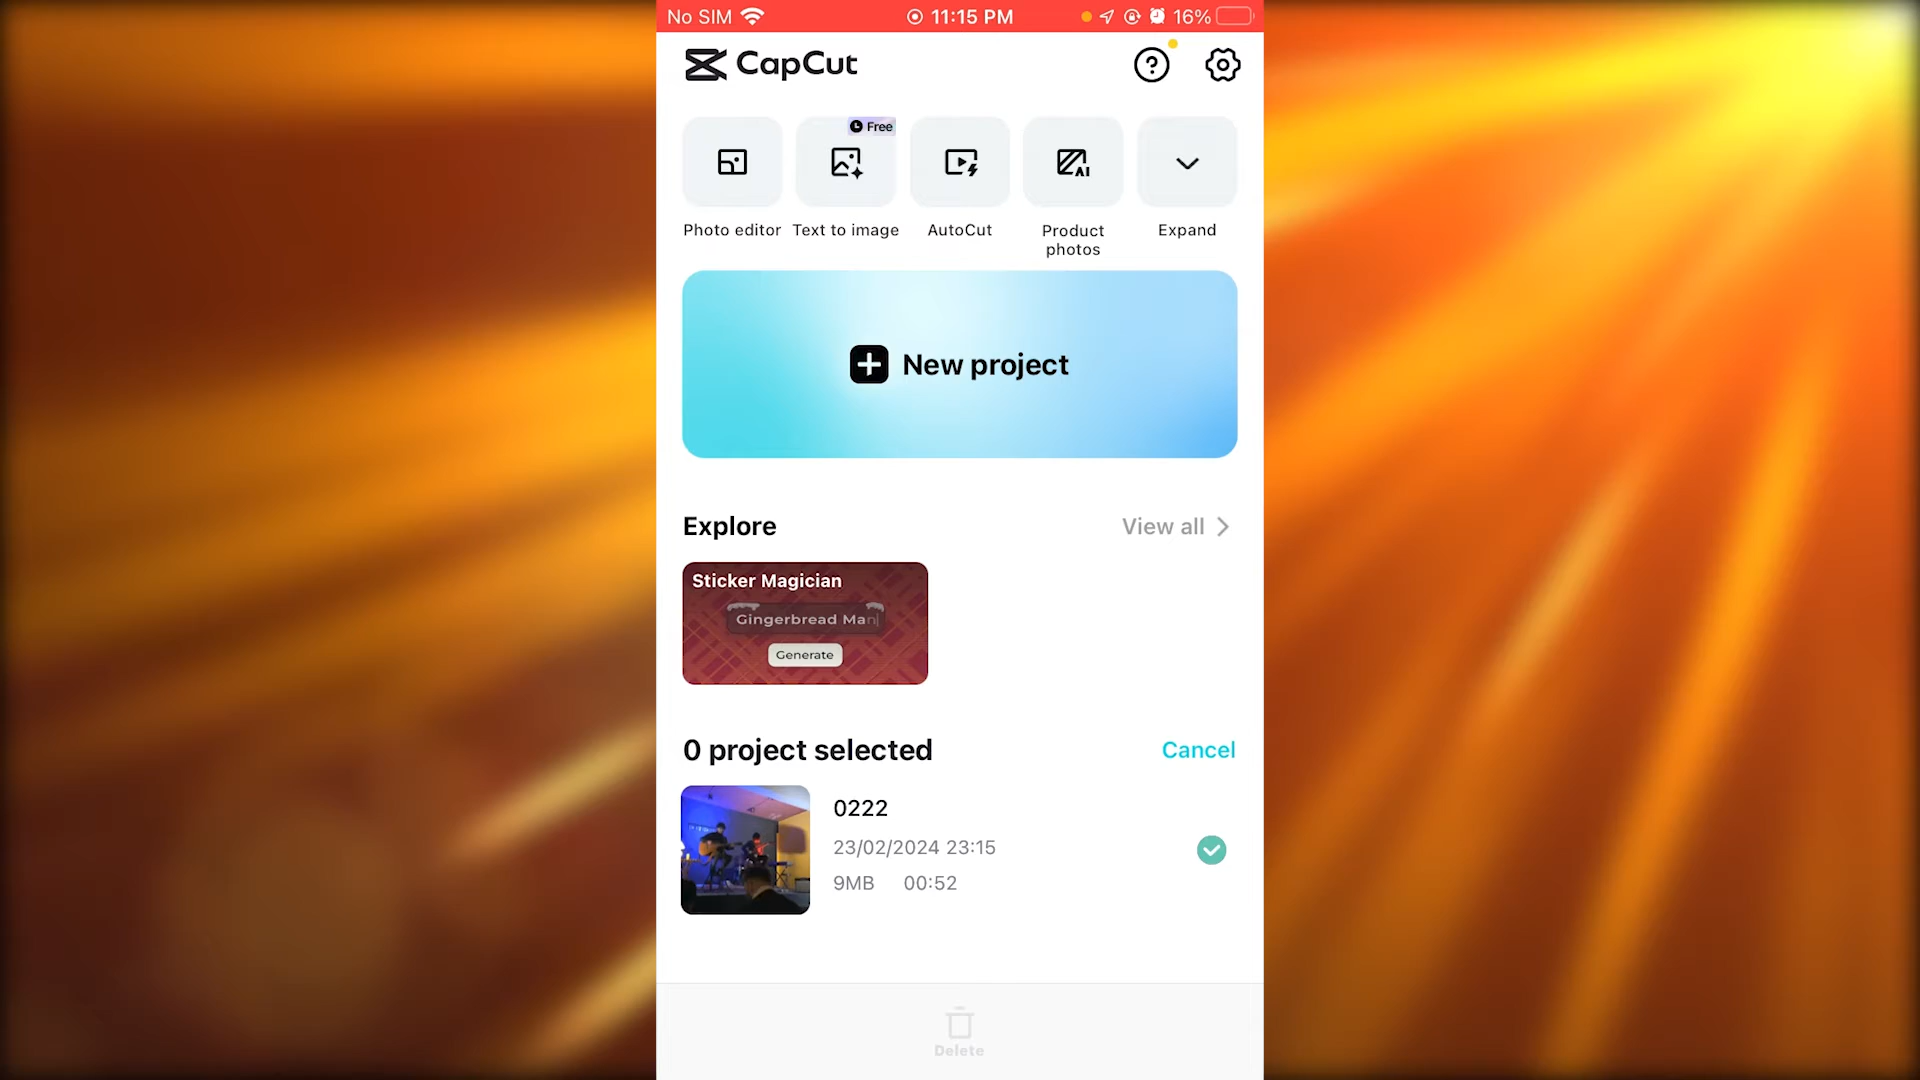 No SIM 11:15 PM 16%
CapCut
Free
Photo editor Text to image AutoCut Product photos Expand
New project
Explore View all
Sticker Magician
Gingerbread Man
Generate
0 project selected Cancel
0222
23/02/2024 23:15
9MB 00:52
Delete